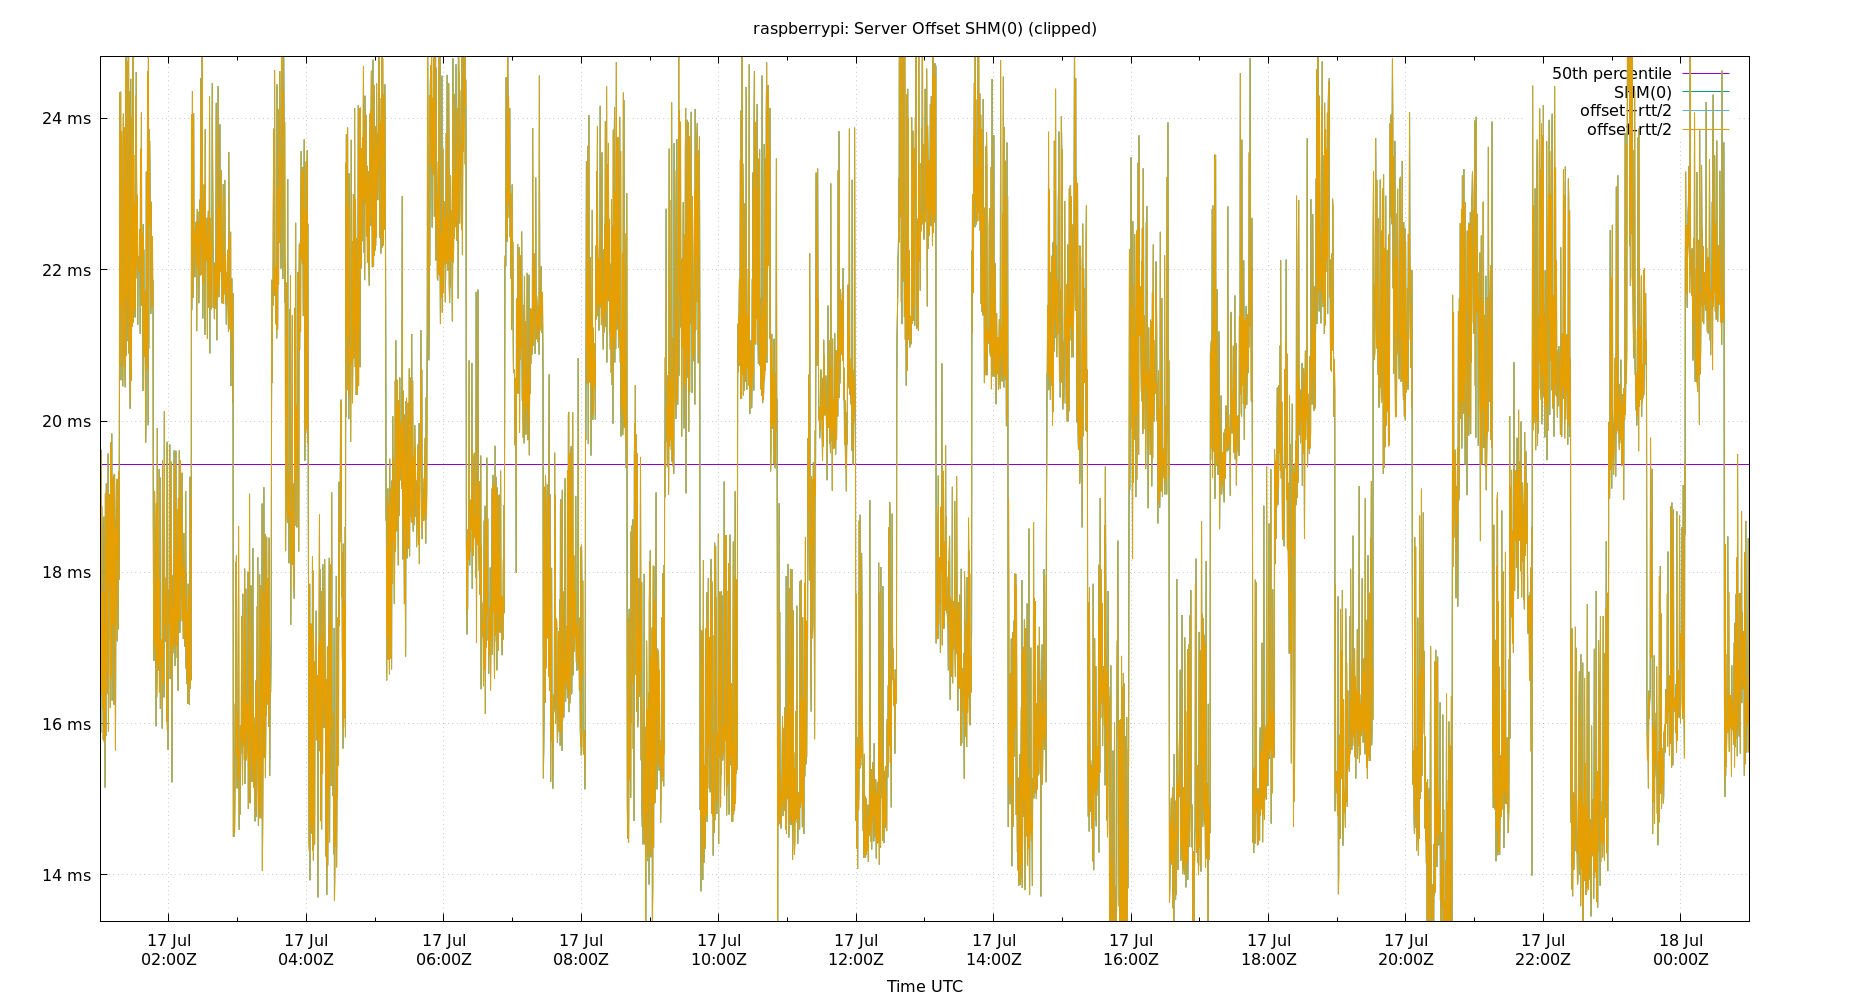 raspberrypi: Server Offset SHM(0) (clipped)
50th percentile
SHM(0)
offset+rtt/2
offset-rtt/2
24 ms
22 ms
20 ms
18 ms
16 ms
14 ms
17 Jul 17 Jul 17 Jul 17 Jul 17 Jul 17 Jul 17 Jul 17 Jul 17 Jul 17 Jul 17 Jul 18 Jul
02:00Z 04:00Z 06:00Z 08:00Z 10:00Z 12:00Z 14:00Z 16:00Z 18:00Z 20:00Z 22:00Z 00:00Z
Time UTC